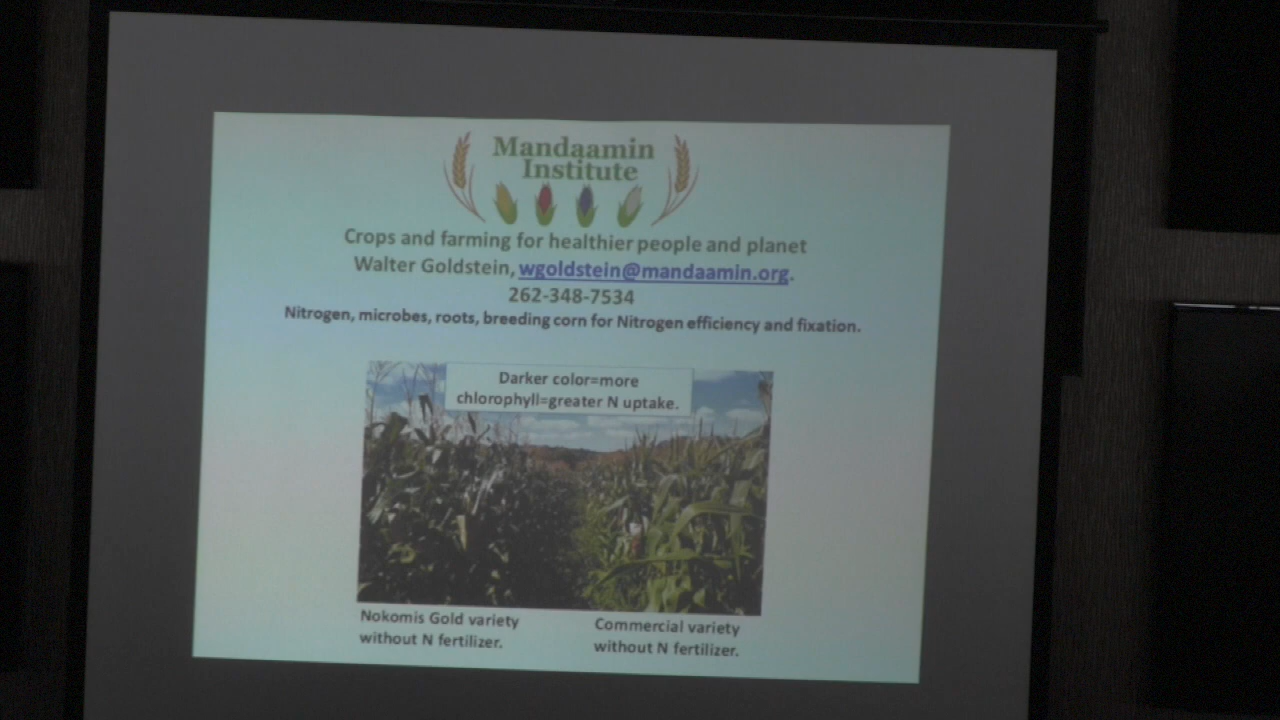 Mandaamin
Institute
Crops and farming for healthier people and planet
Walter Goldstein, wgoldstein@mandaamin.org.
262-348-7534
Nitrogen, microbes, roots, breeding corn for Nitrogen efficiency and fixation.
Darker color=more
chlorophyll=greater N uptake.
Nokomis Gold variety
without N fertilizer.
Commercial variety
without N fertilizer.